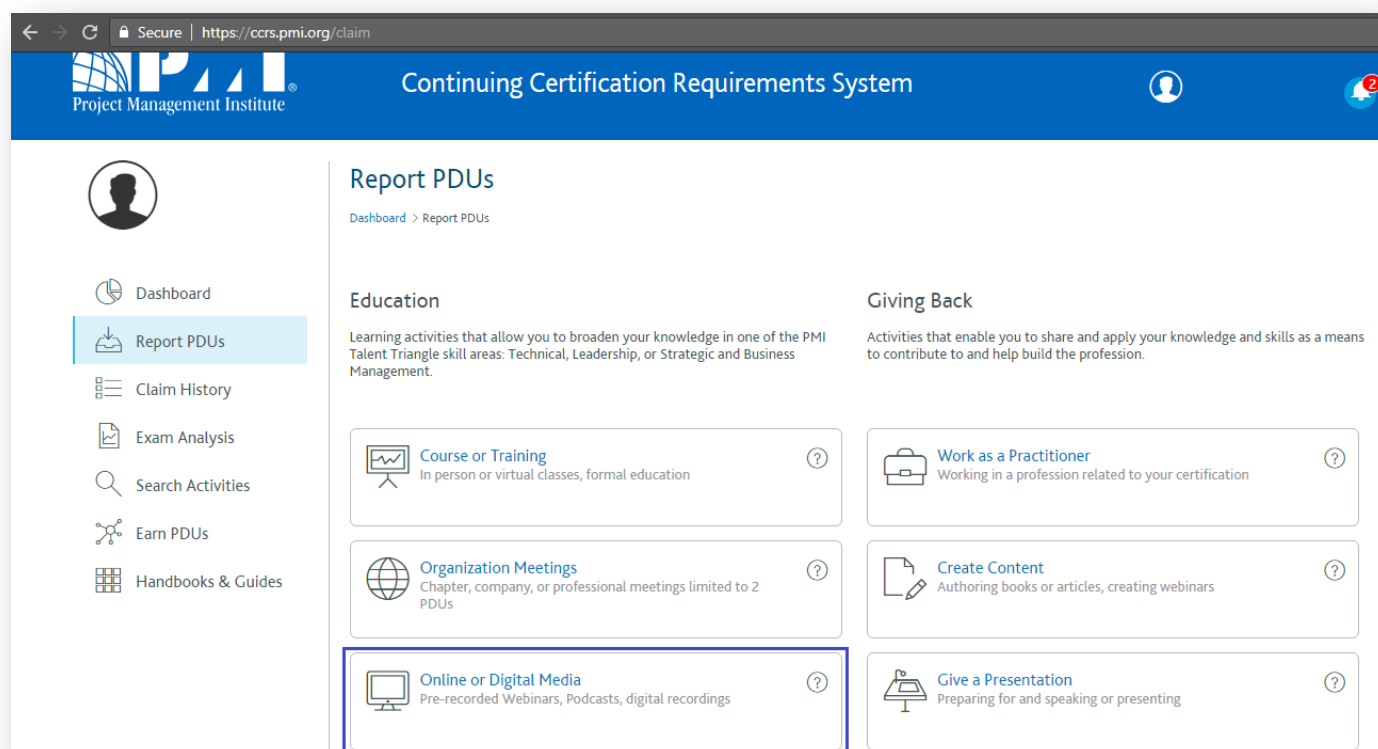 Secure | https://ccrs.pmi.org/claim
PMI ®
Project Management Institute
Continuing Certification Requirements System
2
Report PDUs
Dashboard > Report PDUs
Dashboard
Report PDUs
Claim History
Exam Analysis
Search Activities
Earn PDUs
Handbooks & Guides
Education
Learning activities that allow you to broaden your knowledge in one of the PMI
Talent Triangle skill areas: Technical, Leadership, or Strategic and Business
Management.
Giving Back
Activities that enable you to share and apply your knowledge and skills as a means
to contribute to and help build the profession.
Course or Training
In person or virtual classes, formal education
?
Work as a Practitioner
Working in a profession related to your certification
?
Organization Meetings
Chapter, company, or professional meetings limited to 2
PDUs
?
Create Content
Authoring books or articles, creating webinars
?
Online or Digital Media
Pre-recorded Webinars, Podcasts, digital recordings
?
Give a Presentation
Preparing for and speaking or presenting
?